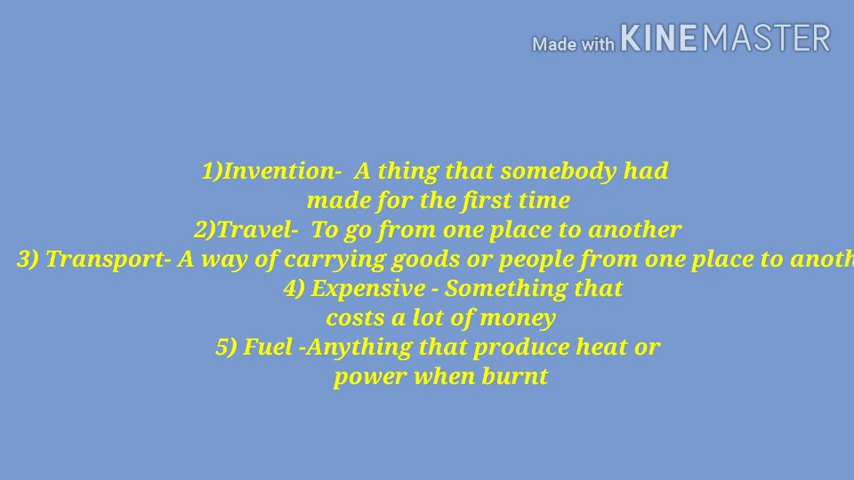 Made with KINEMASTER
1)Invention-  A thing that somebody had
made for the first time
2)Travel-  To go from one place to another
3) Transport- A way of carrying goods or people from one place to anoth
4) Expensive - Something that
costs a lot of money
5) Fuel -Anything that produce heat or
power when burnt